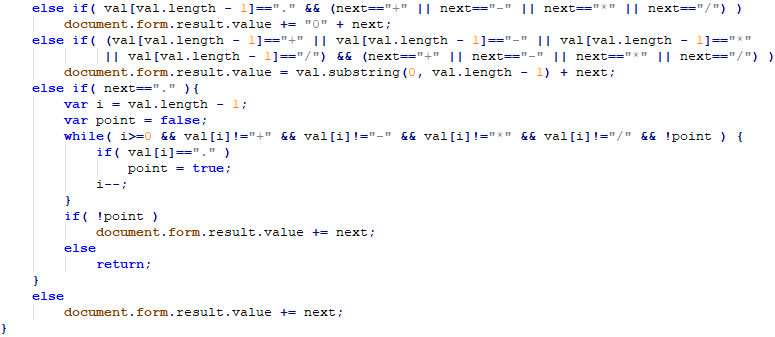 else if( val[val.length - 1]=="." && (next=="+" || next=="-" || next=="*" || next=="/") )
document.form.result.value += "0" + next;
else if( (val[val.length - 1]=="+" || val[val.length - 1]=="-" || val[val.length - 1]=="*"
|| val[val.length - 1]=="/") && (next=="+" || next=="-" || next=="*" || next=="/") )
document.form.result.value = val.substring(0, val.length - 1) + next;
else if( next=="." ){
var i = val.length - 1;
var point = false;
while( i>=0 && val[i]!="+" && val[i]!="-" && val[i]!="*" && val[i]!="/" && !point ) {
if( val[i]=="." )
point = true;
i--;
}
if( !point )
document.form.result.value += next;
else
return;
}
else
document.form.result.value += next;
}